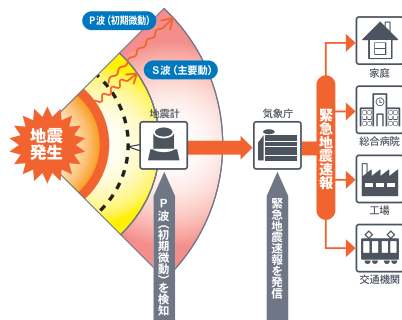 P波（初期微動）
S波（主要動）
地震
発生
地震計
気象庁
緊急地震速報
家庭
総合病院
工場
交通機関
P波（初期微動）を検知
緊急地震速報を発信